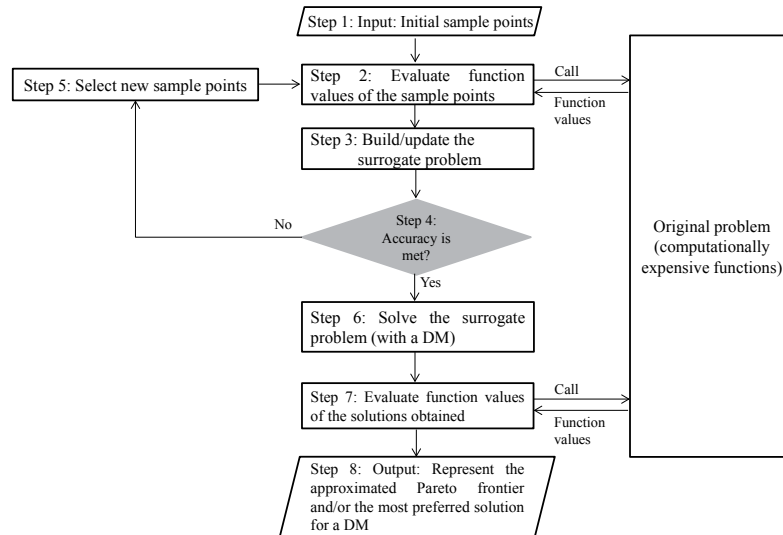 Step 1: Input: Initial sample points
Step 5: Select new sample points
Step 2: Evaluate function
values of the sample points
Call
Function
values
Step 3: Build/update the
surrogate problem
No
Step 4:
Accuracy is
met?
Original problem
(computationally
expensive functions)
Yes
Step 6: Solve the surrogate
problem (with a DM)
Step 7: Evaluate function values
of the solutions obtained
Call
Function
values
Step 8: Output: Represent the
approximated Pareto frontier
and/or the most preferred solution
for a DM